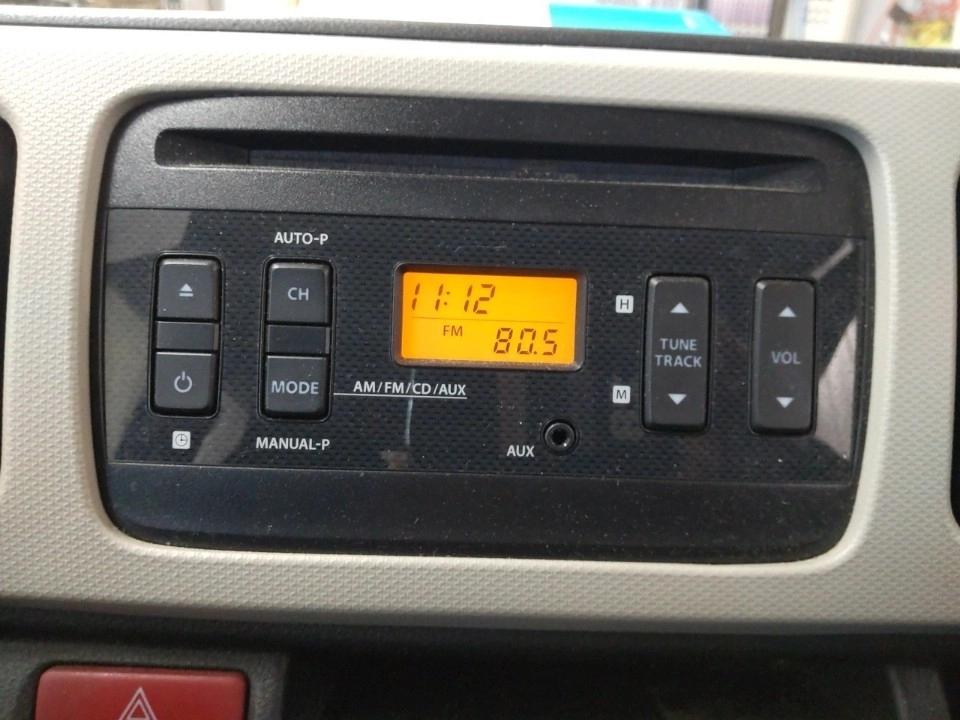 AUTO-P
CH
11:12
FM
80.5
H
TUNE
TRACK
VOL
MODE
AM/FM/CD/AUX
M
MANUAL-P
AUX